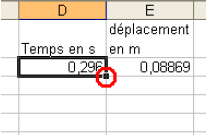 D E
déplacement
Temps en s en m
0,296 0,08869